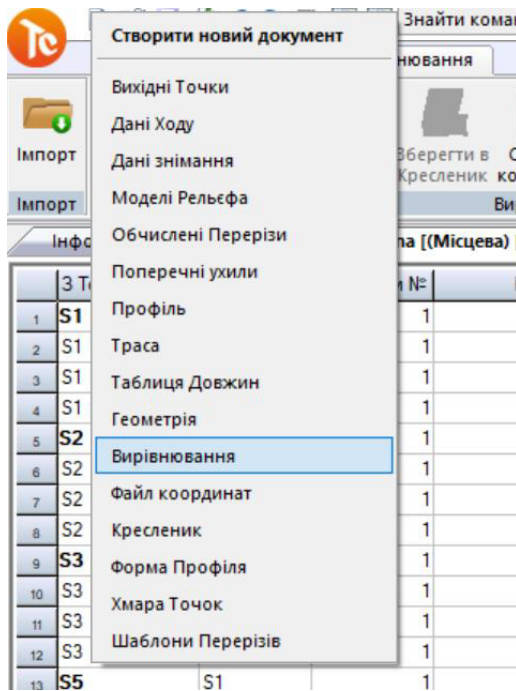 Tc
Знайти кома
Створити новий документ
нювання
Вихідні Точки
Дані Ходу
Дані знімання
Моделі Рельєфа
Обчислені Перерізи
Поперечні ухили
Профіль
Траса
Таблиця Довжин
Геометрія
Вирівнювання
Файл координат
Кресленик
Форма Профіля
Хмара Точок
Шаблони Перерізів
Імпорт
Зберегти в
Кресленик ко
Імпорт
Ви
Інфо
na [(Місцева)
З То
и №
1 S1 1
2 S1 1
3 S1 1
4 S1 1
5 S2 1
6 S2 1
7 S2 1
8 S2 1
9 S3 1
10 S3 1
11 S3 1
12 S3 1
13 S5 S1 1